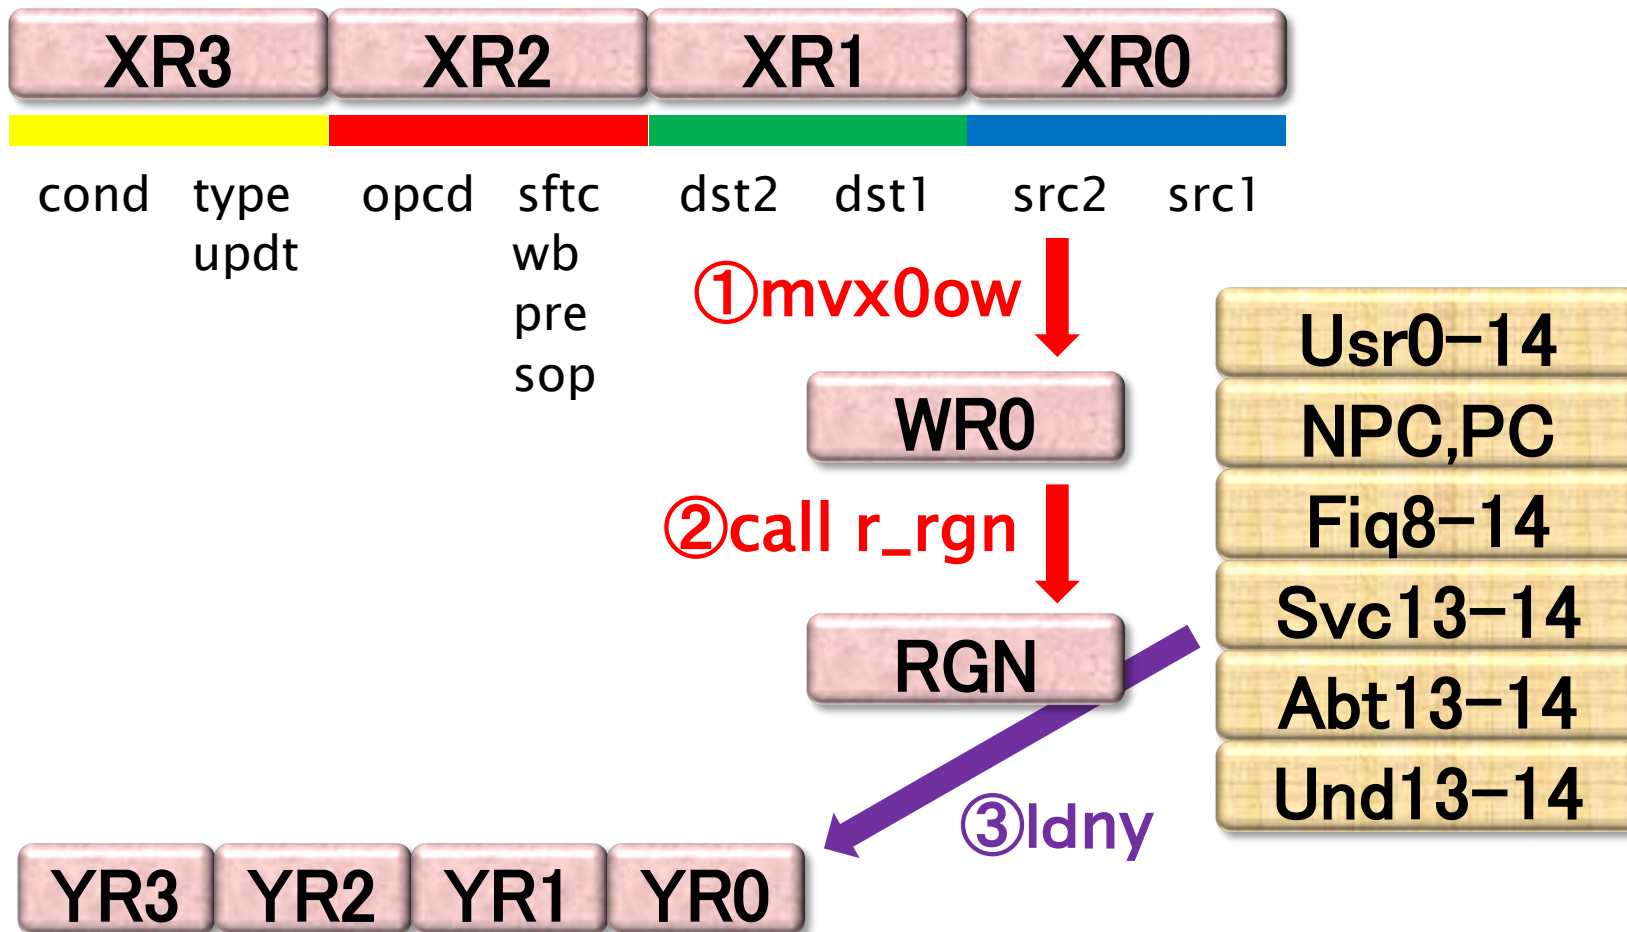 XR3 XR2 XR1 XR0
cond type opcd sftc dst2 dst1 src2 src1
updt wb
pre
sop
①mvx0ow
WR0
②call r_rgn
RGN
③ldny
Usr0-14
NPC,PC
Fiq8-14
Svc13-14
Abt13-14
Und13-14
YR3 YR2 YR1 YR0